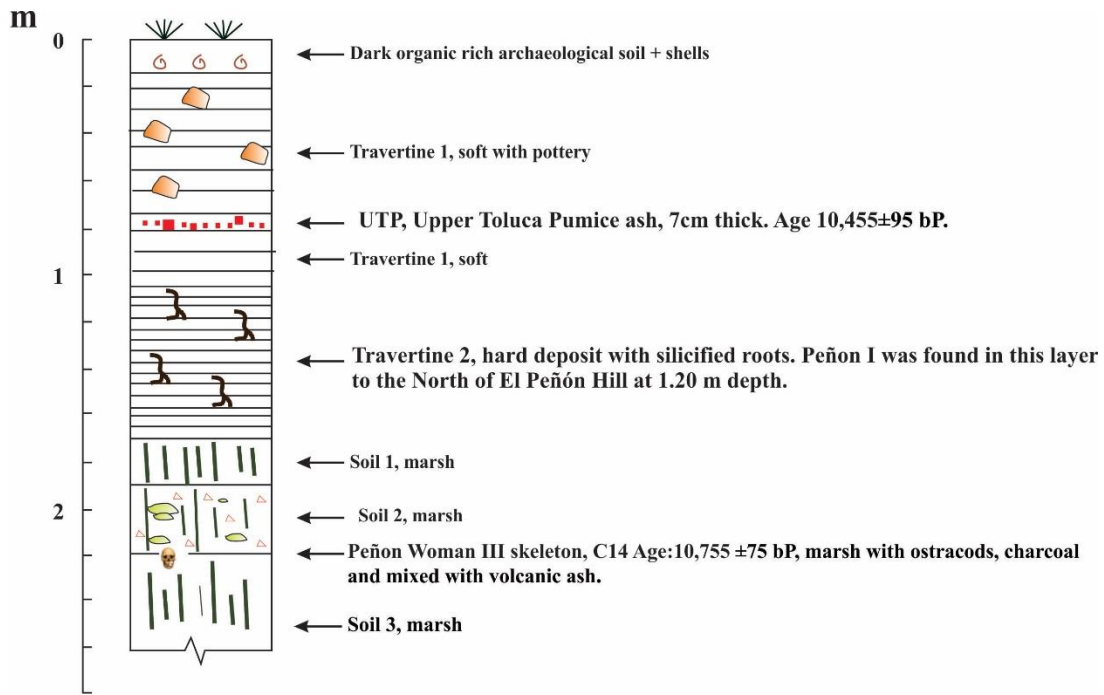 m
0
Dark organic rich archaeological soil + shells
Travertine 1, soft with pottery
UTP, Upper Toluca Pumice ash, 7cm thick. Age 10,455±95 bP.
Travertine 1, soft
1
Travertine 2, hard deposit with silicified roots. Peñon I was found in this layer
to the North of El Peñón Hill at 1.20 m depth.
Soil 1, marsh
2
Soil 2, marsh
Peñon Woman III skeleton, C14 Age:10,755 ±75 bP, marsh with ostracods, charcoal
and mixed with volcanic ash.
Soil 3, marsh